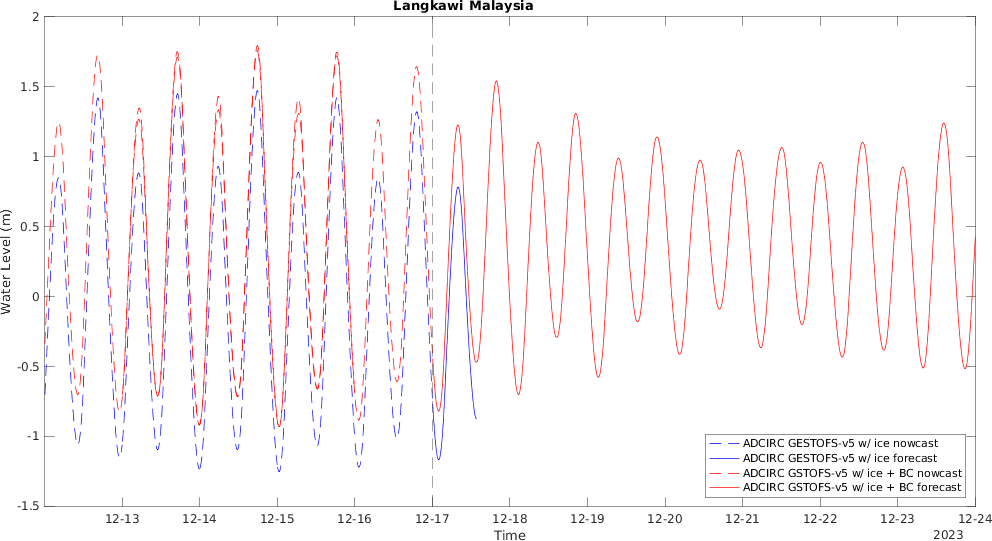 Langkawi Malaysia
2
1.5
1
0.5
0
-0.5
-1
-1.5
Water Level (m)
12-13 12-14 12-15 12-16 12-17 12-18 12-19 12-20 12-21 12-22 12-23 12-24
Time
2023
ADCIRC GESTOFS-v5 w/ ice nowcast
ADCIRC GESTOFS-v5 w/ ice forecast
ADCIRC GSTOFS-v5 w/ ice + BC nowcast
ADCIRC GSTOFS-v5 w/ ice + BC forecast